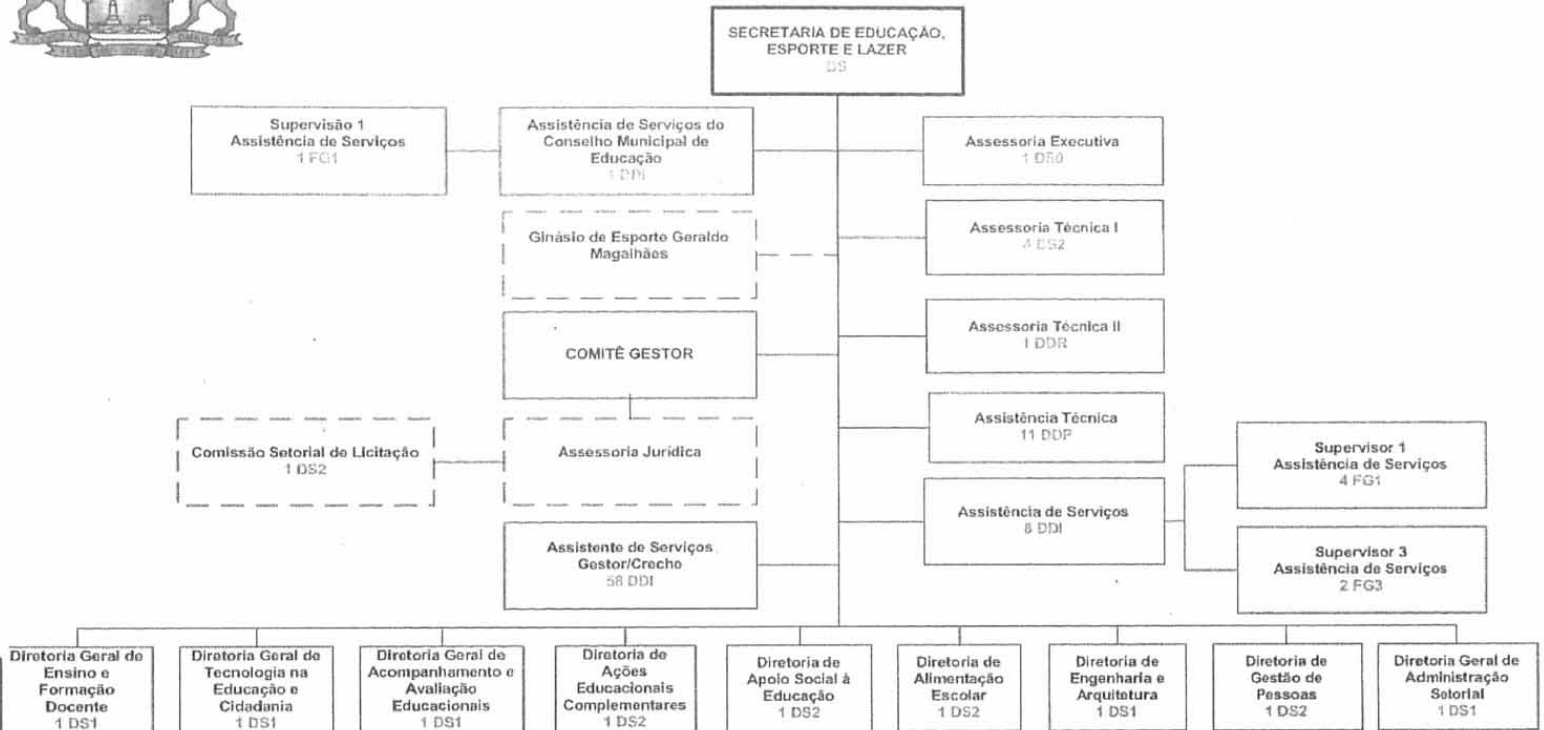 SECRETARIA DE EDUCAÇÃO,
ESPORTE E LAZER
DS
Supervisão 1
Assistência de Serviços
1 FG1
Assistência de Serviços do
Conselho Municipal de
Educação
1 DDI
Assessoria Executiva
1 DS0
Ginásio de Esporte Geraldo
Magalhães
Assessoria Técnica I
4 DS2
COMITÊ GESTOR
Assessoria Técnica II
1 DDR
Comissão Setorial de Licitação
1 DS2
Assessoria Jurídica
Assistência Técnica
11 DDP
Supervisor 1
Assistência de Serviços
4 FG1
Assistente de Serviços
Gestor/Creche
58 DDI
Assistência de Serviços
8 DDI
Supervisor 3
Assistência de Serviços
2 FG3
Diretoria Geral de
Ensino e
Formação
Docente
1 DS1
Diretoria Geral de
Tecnologia na
Educação e
Cidadania
1 DS1
Diretoria Geral de
Acompanhamento e
Avaliação
Educacionais
1 DS1
Diretoria de
Ações
Educacionais
Complementares
1 DS2
Diretoria de
Apoio Social à
Educação
1 DS2
Diretoria de
Alimentação
Escolar
1 DS2
Diretoria de
Engenharia e
Arquitetura
1 DS1
Diretoria de
Gestão de
Pessoas
1 DS2
Diretoria Geral de
Administração
Setorial
1 DS1